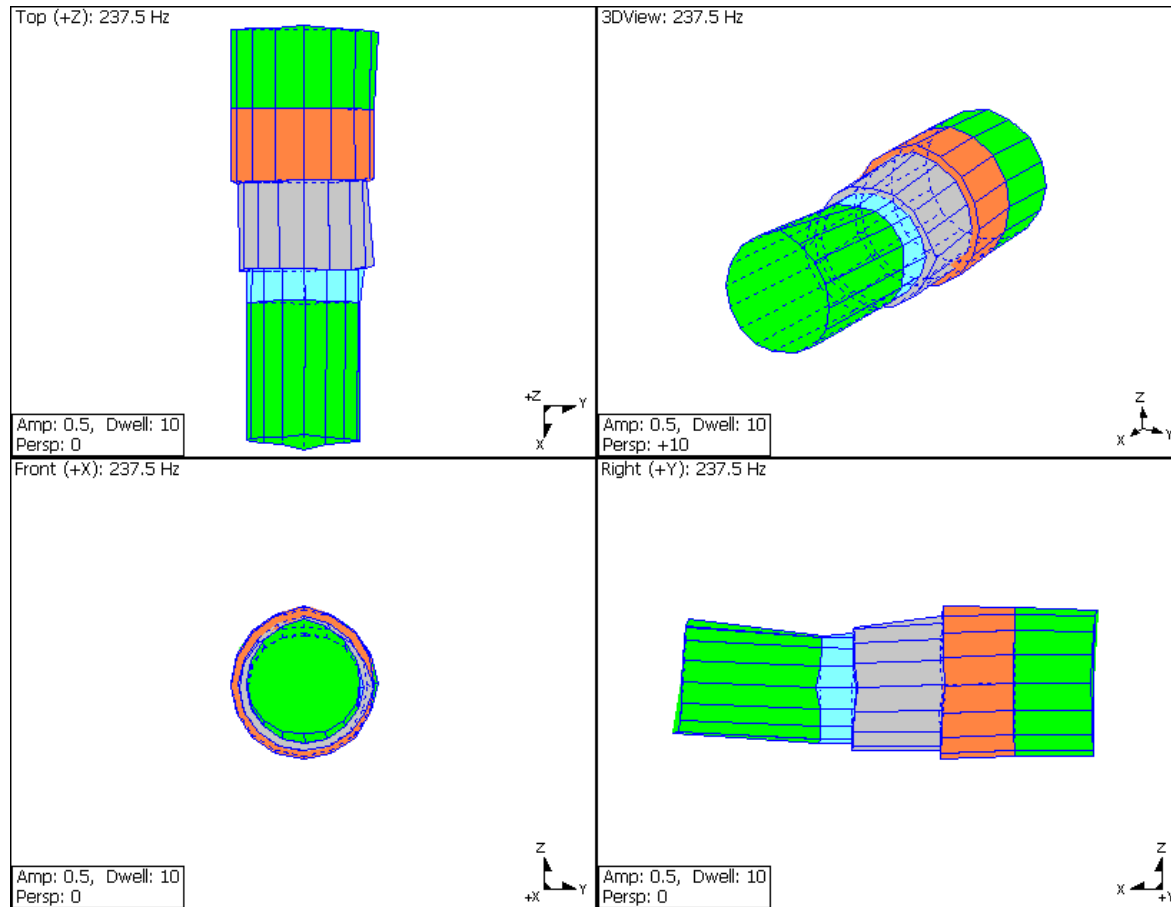 Top (+Z): 237.5 Hz
Amp: 0.5, Dwell: 10
Persp: 0
+Z
Y
X
3DView: 237.5 Hz
Amp: 0.5, Dwell: 10
Persp: +10
Z
X
Y
Front (+X): 237.5 Hz
Amp: 0.5, Dwell: 10
Persp: 0
Z
+X
Y
Right (+Y): 237.5 Hz
Amp: 0.5, Dwell: 10
Persp: 0
Z
X
+Y